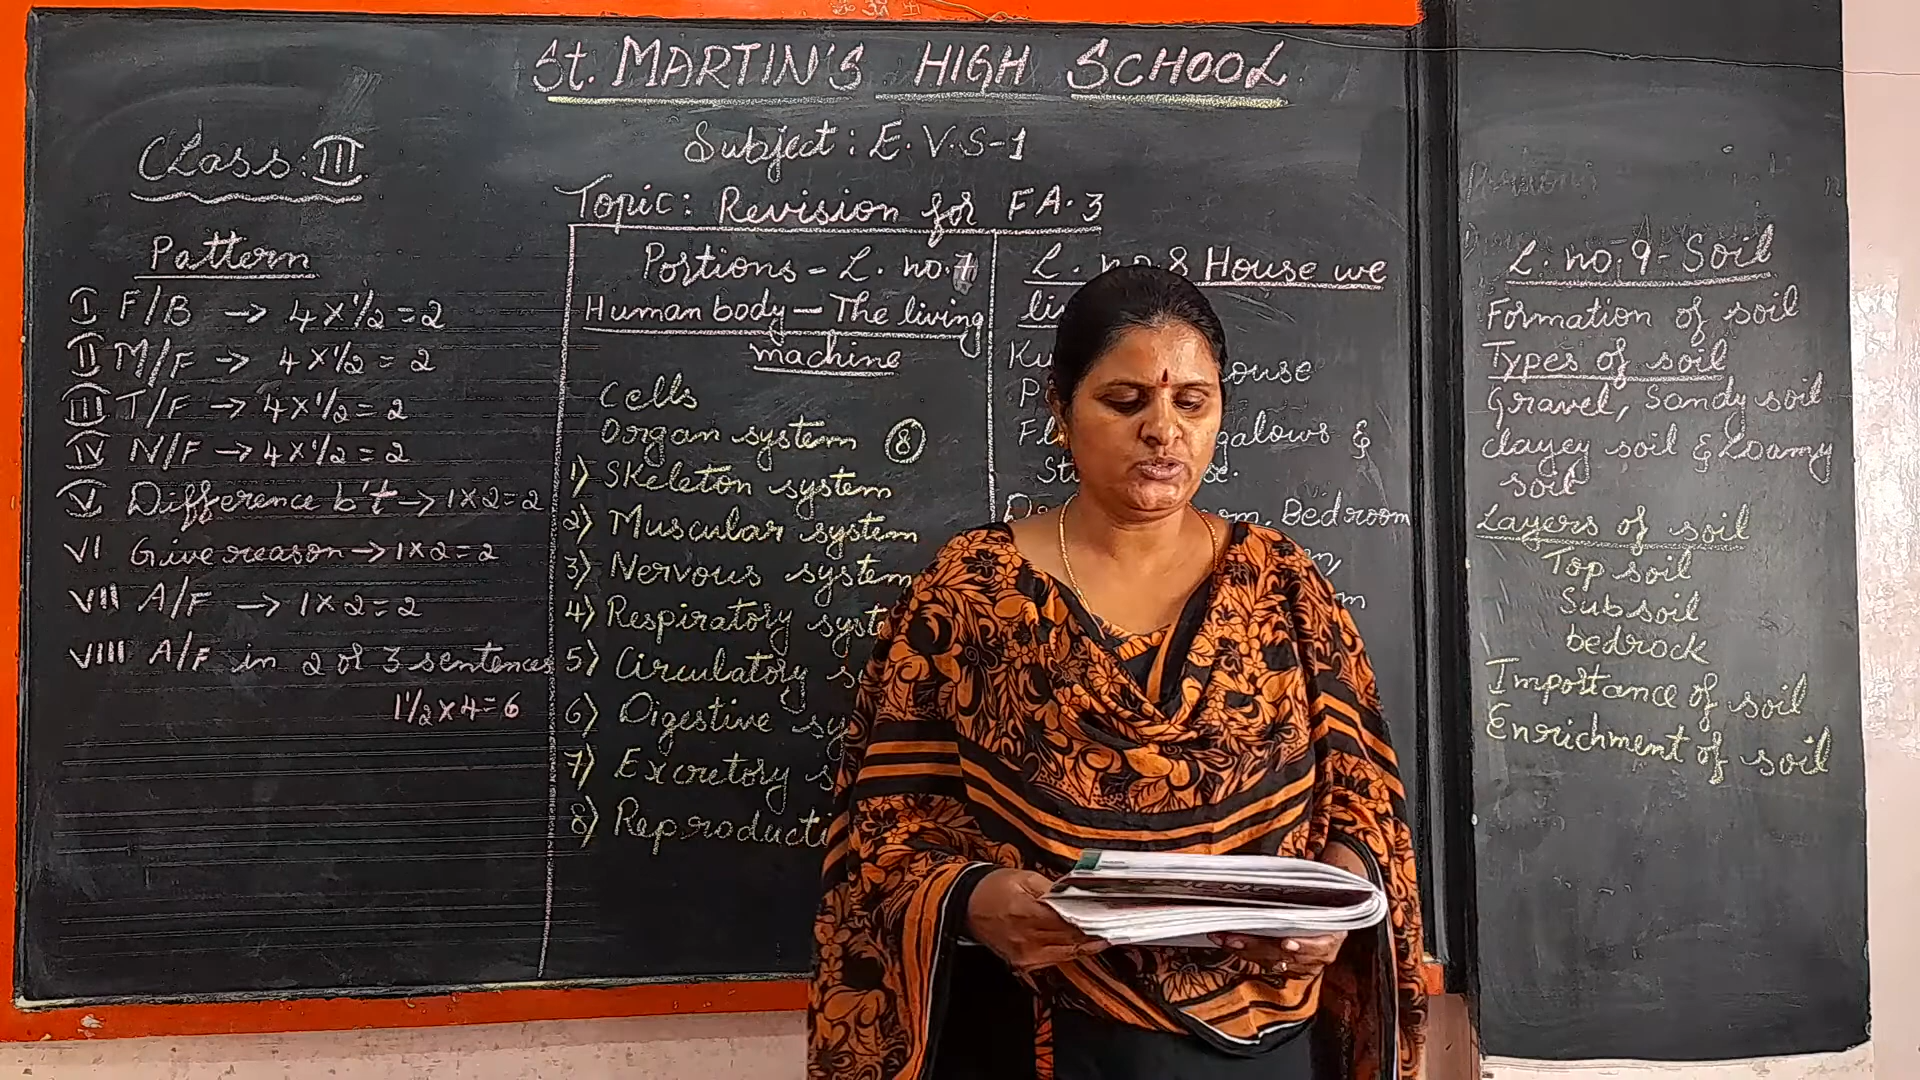 St. MARTIN'S HIGH SCHOOL
Subject: E.V.S-1
Class: III
Topic: Revision for FA.3
Pattern
I F/B → 4 x 1/2 = 2
II M/F → 4 x 1/2 = 2
III T/F → 4 x 1/2 = 2
IV N/F → 4 x 1/2 = 2
V Difference b't → 1 x 2 = 2
VI Give reason → 1 x 2 = 2
VII A/F → 1 x 2 = 2
VIII A/F in 2 or 3 sentences
1 1/2 x 4 = 6
Portions - L. no. 7
Human body - The living
machine
Cells
Organ system 8
1) Skeleton system
2) Muscular system
3) Nervous system
4) Respiratory
5) Circulatory
6) Digestive
7) Excretory
8)
L. no. 8 House we
&
Bedroom
L. no. 9 - Soil
Formation of soil
Types of soil
Gravel, Sandy soil
clayey soil & Loamy
soil
Layers of soil
Top soil
Sub soil
bedrock
Importance of soil
Enrichment of soil